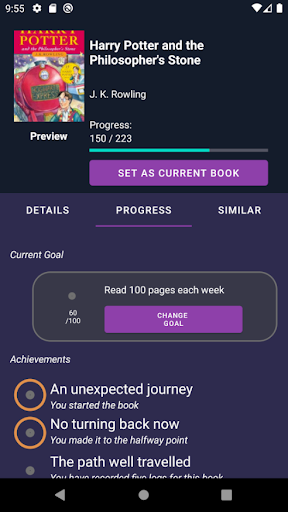 9:55
HARRY
POTTER
and the Philosopher's Stone
Harry Potter and the
Philosopher's Stone
J. K. Rowling
Preview
Progress:
150 / 223
SET AS CURRENT BOOK
DETAILS
PROGRESS
SIMILAR
Current Goal
Read 100 pages each week
60
/100
CHANGE
GOAL
Achievements
An unexpected journey
You started the book
No turning back now
You made it to the halfway point
The path well travelled
You have recorded five logs for this book